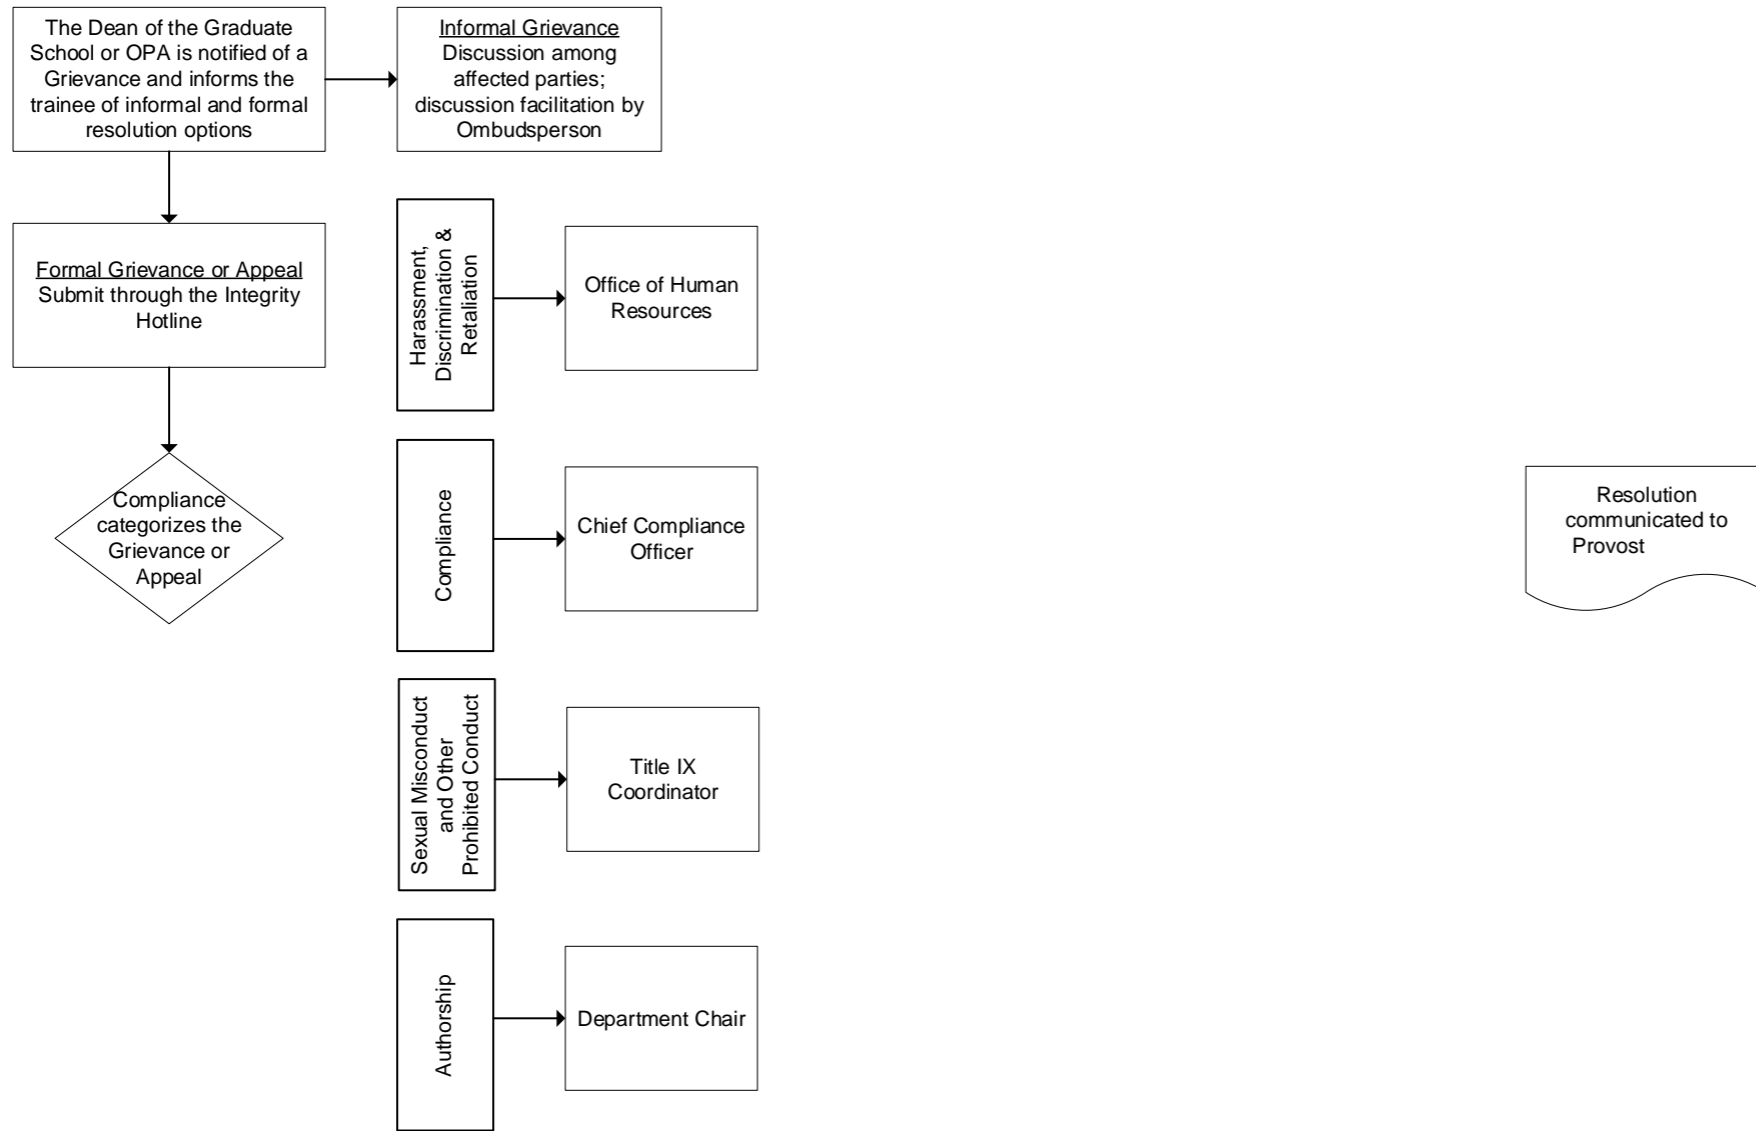 The Dean of the Graduate
School or OPA is notified of a
Grievance and informs the
trainee of informal and formal
resolution options
Informal Grievance
Discussion among
affected parties;
discussion facilitation by
Ombudsperson
Formal Grievance or Appeal
Submit through the Integrity
Hotline
Compliance
categorizes the
Grievance or
Appeal
Harassment,
Discrimination &
Retaliation
Office of Human
Resources
Compliance
Chief Compliance
Officer
Sexual Misconduct
and Other
Prohibited Conduct
Title IX
Coordinator
Authorship
Department Chair
Resolution
communicated to
Provost